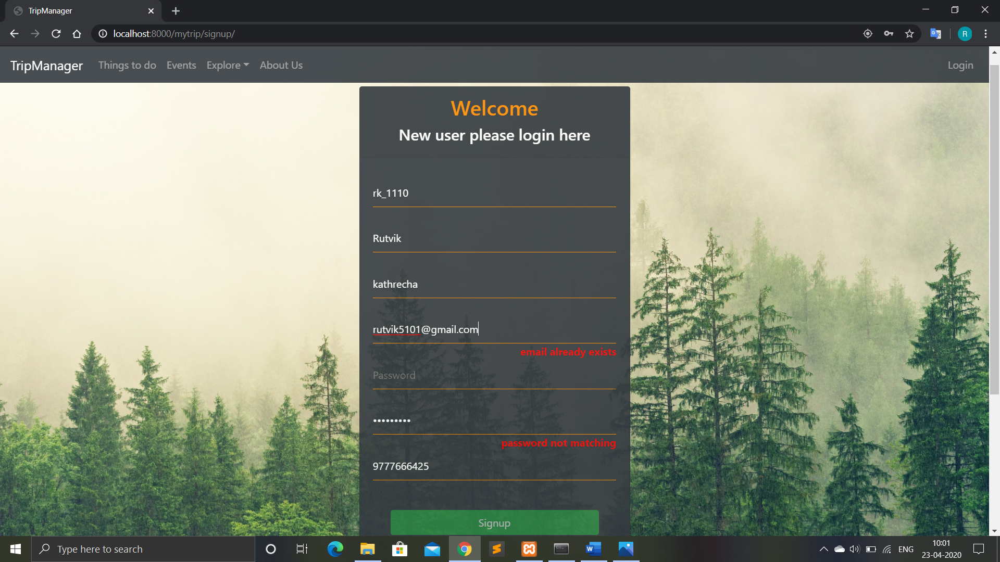 TripManager
localhost:8000/mytrip/signup/
R
TripManager Things to do Events Explore About Us Login
Welcome
New user please login here
rk_1110
Rutvik
kathrecha
rutvik5101@gmail.com
email already exists
Password
•••••••••
password not matching
9777666425
Signup
Type here to search
ENG
10:01
23-04-2020